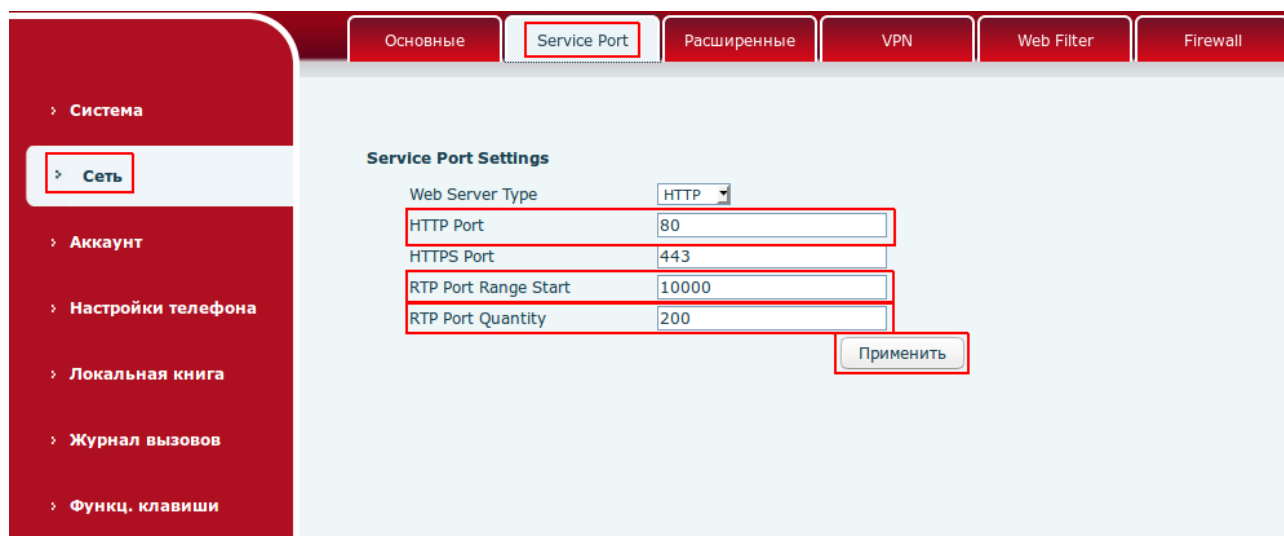 Основные Service Port Расширенные VPN Web Filter Firewall
Система
Сеть
Аккаунт
Настройки телефона
Локальная книга
Журнал вызовов
Функц. клавиши
Service Port Settings
Web Server Type HTTP
HTTP Port 80
HTTPS Port 443
RTP Port Range Start 10000
RTP Port Quantity 200
Применить